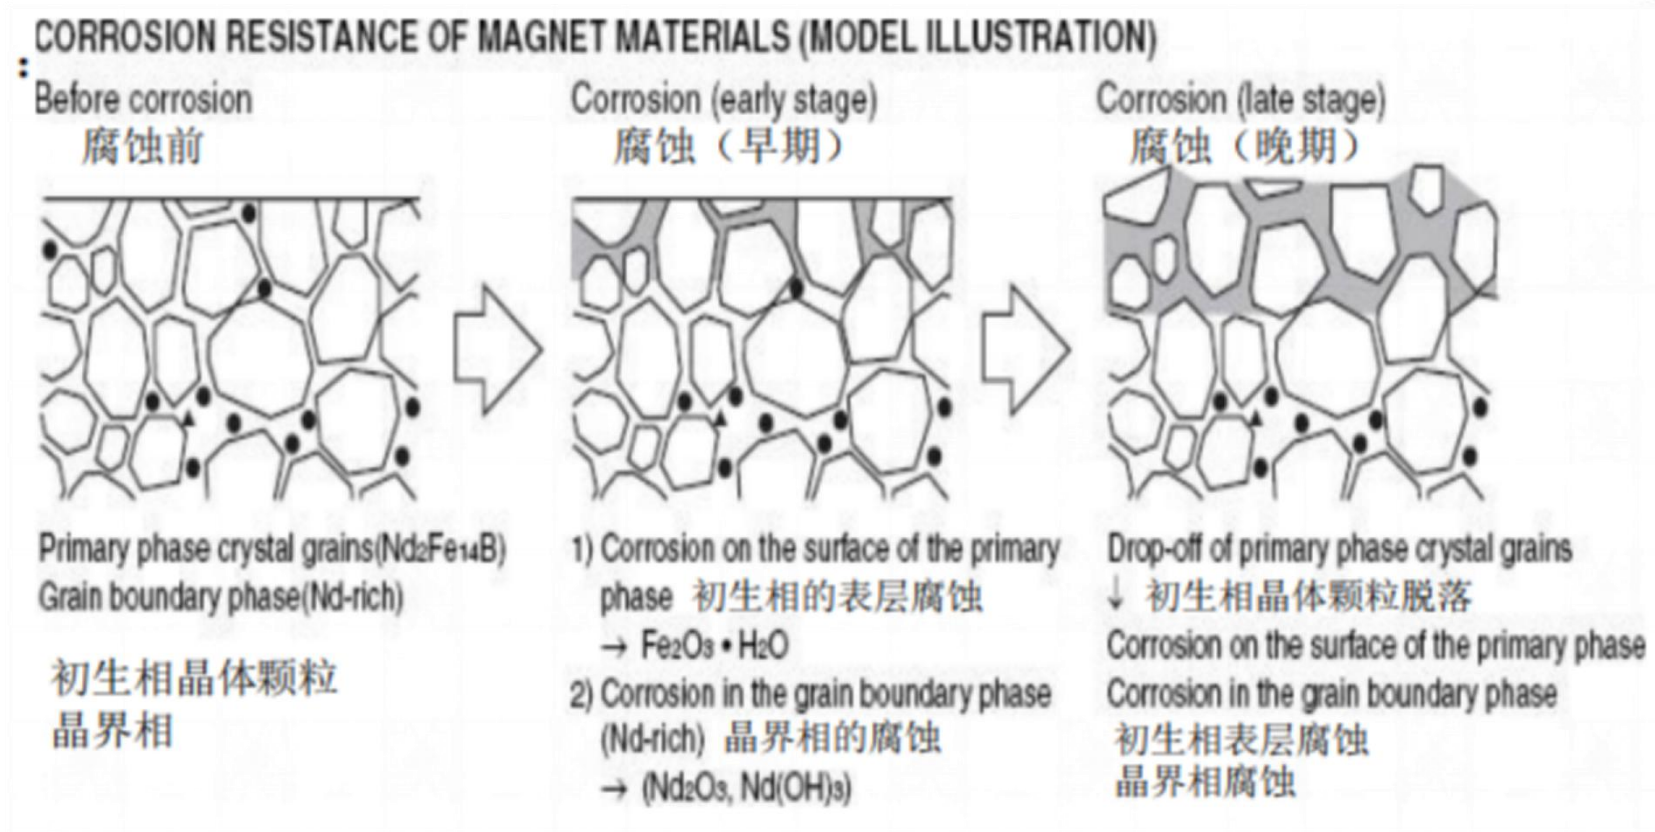 CORROSION RESISTANCE OF MAGNET MATERIALS (MODEL ILLUSTRATION)
:
Before corrosion
腐蚀前
Corrosion (early stage)
腐蚀（早期）
Corrosion (late stage)
腐蚀（晚期）
Primary phase crystal grains(Nd2Fe14B)
Grain boundary phase(Nd-rich)
初生相晶体颗粒
晶界相
1) Corrosion on the surface of the primary
phase 初生相的表层腐蚀
→ Fe2O3 • H2O
2) Corrosion in the grain boundary phase
(Nd-rich) 晶界相的腐蚀
→ (Nd2O3, Nd(OH)3)
Drop-off of primary phase crystal grains
↓ 初生相晶体颗粒脱落
Corrosion on the surface of the primary phase
Corrosion in the grain boundary phase
初生相表层腐蚀
晶界相腐蚀